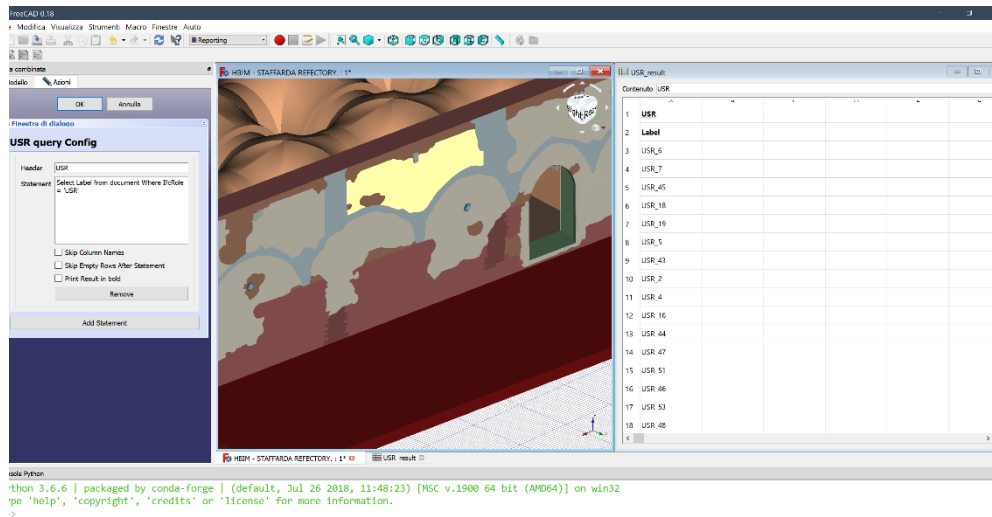 FreeCAD 0.18
Modifica Visualizza Strumenti Macro Finestre Aiuto
Reporting
combinata
Azioni
OK Annulla
Finestra di dialogo
USR query Config
Header USR
Statement Select Label from document Where IfcRole
= 'USR'
Skip Column Names
Skip Empty Rows After Statement
Print Result in bold
Remove
Add Statement
HBIM - STAFFARDA REFECTORY. : 1*
USR_result
Contenuto USR
1 USR
2 Label
3 USR_6
4 USR_7
5 USR_45
6 USR_18
7 USR_19
8 USR_5
9 USR_43
10 USR_2
11 USR_4
12 USR_16
13 USR_44
14 USR_47
15 USR_51
16 USR_46
17 USR_53
18 USR_48
HBIM - STAFFARDA REFECTORY. : 1*
USR_result
Python
thon 3.6.6 | packaged by conda-forge | (default, Jul 26 2018, 11:48:23) [MSC v.1900 64 bit (AMD64)] on win32
pe 'help', 'copyright', 'credits' or 'license' for more information.
>